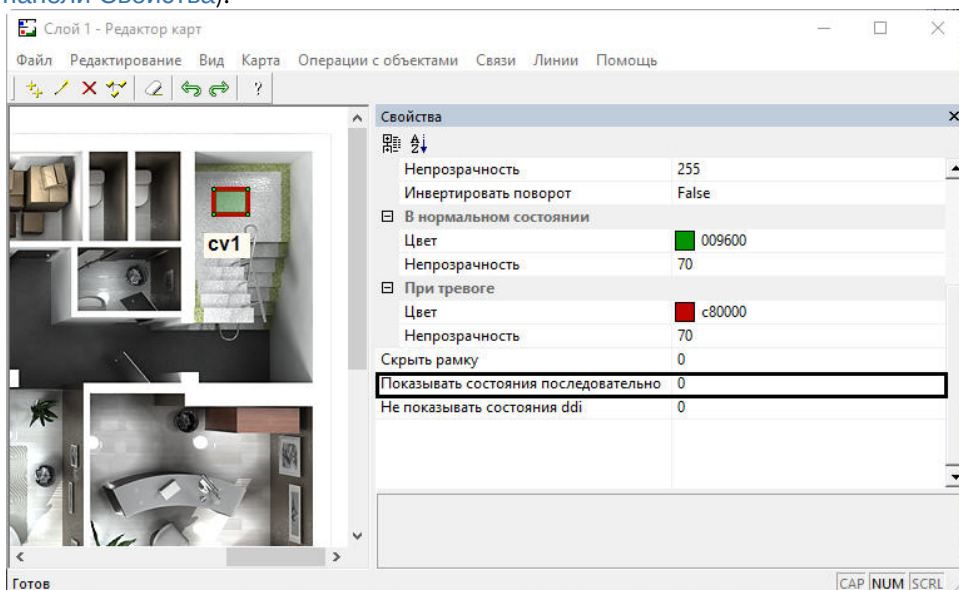 панели Свойства).
Слой 1 - Редактор карт
Файл Редактирование Вид Карта Операции с объектами Связи Линии Помощь
?
Свойства
Непрозрачность 255
Инвертировать поворот False
В нормальном состоянии
Цвет 009600
Непрозрачность 70
При тревоге
Цвет c80000
Непрозрачность 70
Скрыть рамку 0
Показывать состояния последовательно 0
Не показывать состояния ddi 0
cv1
Готов CAP NUM SCRL